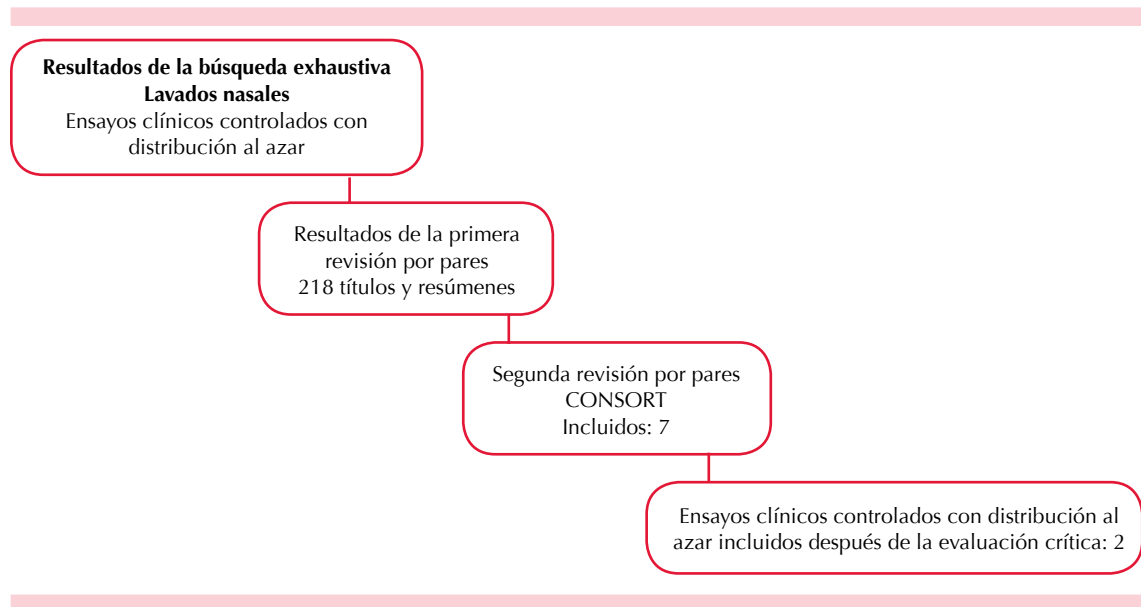 Resultados de la búsqueda exhaustiva
Lavados nasales
Ensayos clínicos controlados con
distribución al azar
Resultados de la primera
revisión por pares
218 títulos y resúmenes
Segunda revisión por pares
CONSORT
Incluidos: 7
Ensayos clínicos controlados con distribución al
azar incluidos después de la evaluación crítica: 2